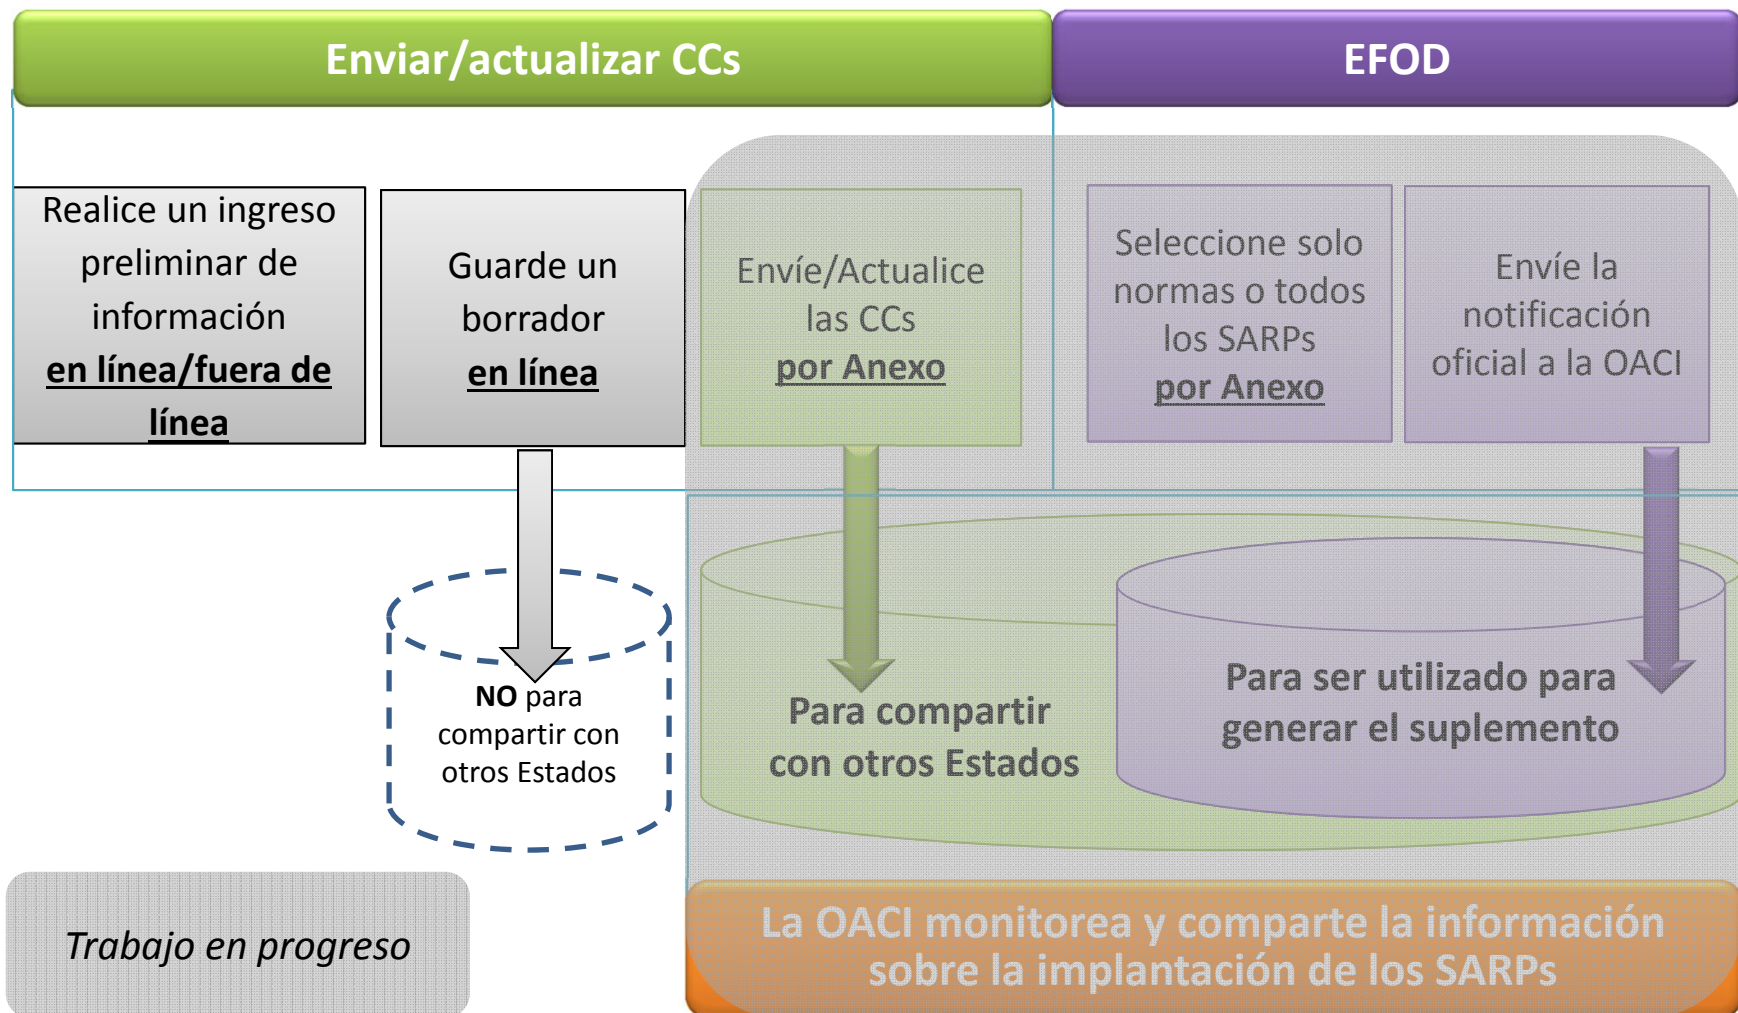 Enviar/actualizar CCs
EFOD
Realice un ingreso
preliminar de
información
en línea/fuera de
línea
Guarde un
borrador
en línea
Envíe/Actualice
las CCs
por Anexo
Seleccione solo
normas o todos
los SARPs
por Anexo
Envíe la
notificación
oficial a la OACI
NO para
compartir con
otros Estados
Para compartir
con otros Estados
Para ser utilizado para
generar el suplemento
Trabajo en progreso
La OACI monitorea y comparte la información
sobre la implantación de los SARPs